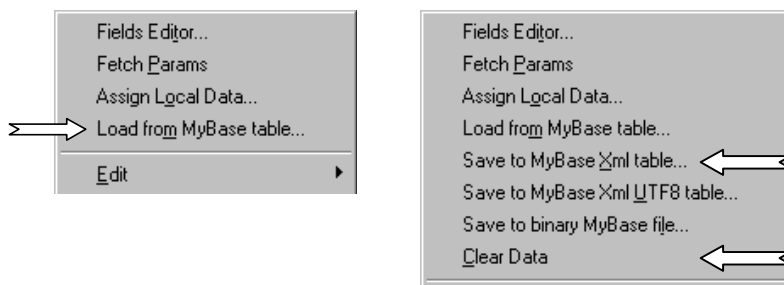 Fields Editor...
Fetch Params
Assign Local Data...
Load from MyBase table...
Edit
Fields Editor...
Fetch Params
Assign Local Data...
Load from MyBase table...
Save to MyBase Xml table...
Save to MyBase Xml UTF8 table...
Save to binary MyBase file...
Clear Data